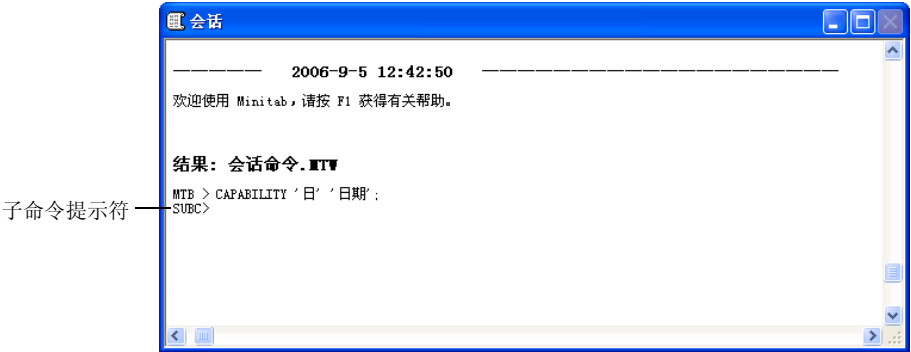 会话
————— 2006-9-5 12:42:50 ————————————————————
欢迎使用 Minitab，请按 F1 获得有关帮助。
结果: 会话命令.MTW
MTB > CAPABILITY '日' '日期';
子命令提示符
SUBC>